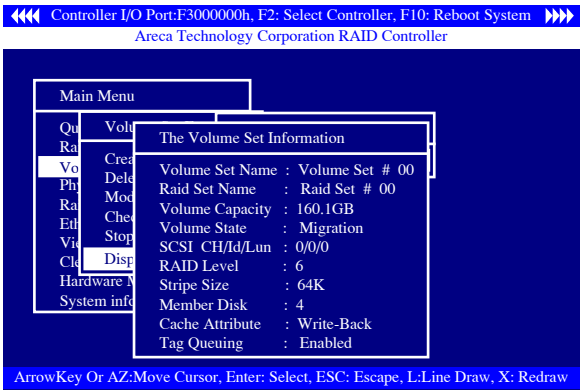 Controller I/O Port:F3000000h, F2: Select Controller, F10: Reboot System
Areca Technology Corporation RAID Controller
Main Menu
Qu
Ra
Vo
Phy
Ra
Eth
Vi
Cle
Hardware M
System info
Volu
Crea
Dele
Mod
Chec
Stop
Disp
The Volume Set Information
Volume Set Name : Volume Set # 00
Raid Set Name : Raid Set # 00
Volume Capacity : 160.1GB
Volume State : Migration
SCSI CH/Id/Lun : 0/0/0
RAID Level : 6
Stripe Size : 64K
Member Disk : 4
Cache Attribute : Write-Back
Tag Queuing : Enabled
ArrowKey Or AZ:Move Cursor, Enter: Select, ESC: Escape, L:Line Draw, X: Redraw